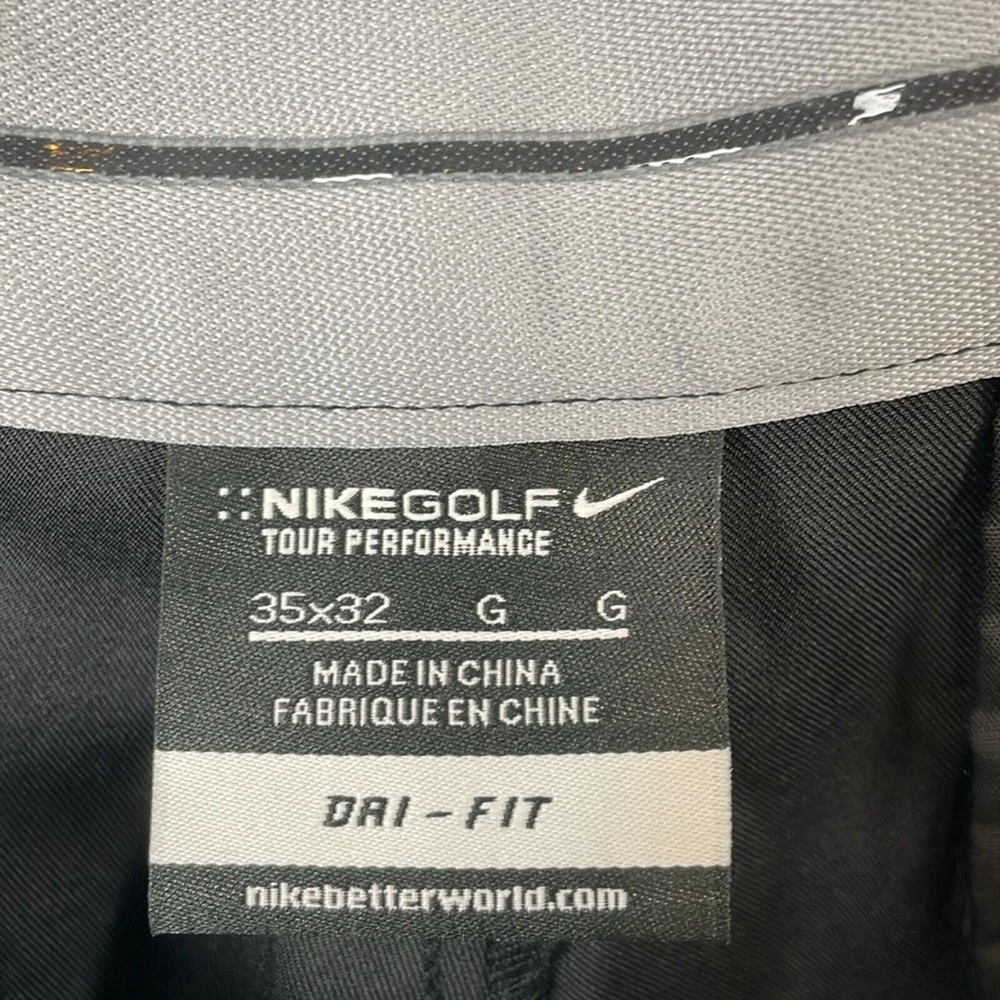 NIKEGOLF
TOUR PERFORMANCE
35x32 G G
MADE IN CHINA
FABRIQUE EN CHINE
DRI-FIT
nikebetterworld.com